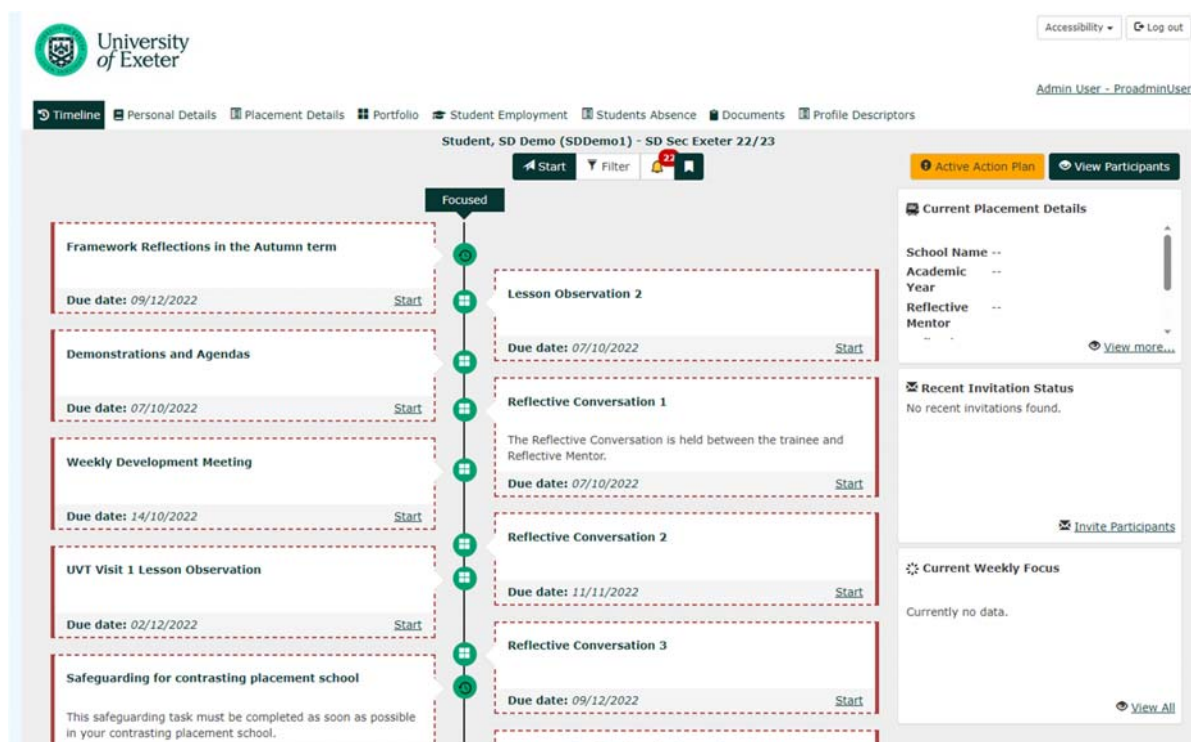 University
of Exeter
Accessibility
Log out
Admin User - ProadminUser
Timeline Personal Details Placement Details Portfolio Student Employment Students Absence Documents Profile Descriptors
Student, SD Demo (SDDemo1) - SD Sec Exeter 22/23
Start Filter 22
Active Action Plan View Participants
Focused
Framework Reflections in the Autumn term
Due date: 09/12/2022 Start
Lesson Observation 2
Due date: 07/10/2022 Start
Demonstrations and Agendas
Due date: 07/10/2022 Start
Reflective Conversation 1
The Reflective Conversation is held between the trainee and
Reflective Mentor.
Due date: 07/10/2022 Start
Weekly Development Meeting
Due date: 14/10/2022 Start
Reflective Conversation 2
Due date: 11/11/2022 Start
UVT Visit 1 Lesson Observation
Due date: 02/12/2022 Start
Reflective Conversation 3
Due date: 09/12/2022 Start
Safeguarding for contrasting placement school
This safeguarding task must be completed as soon as possible
in your contrasting placement school.
Current Placement Details
School Name --
Academic --
Year
Reflective --
Mentor
View more...
Recent Invitation Status
No recent invitations found.
Invite Participants
Current Weekly Focus
Currently no data.
View All